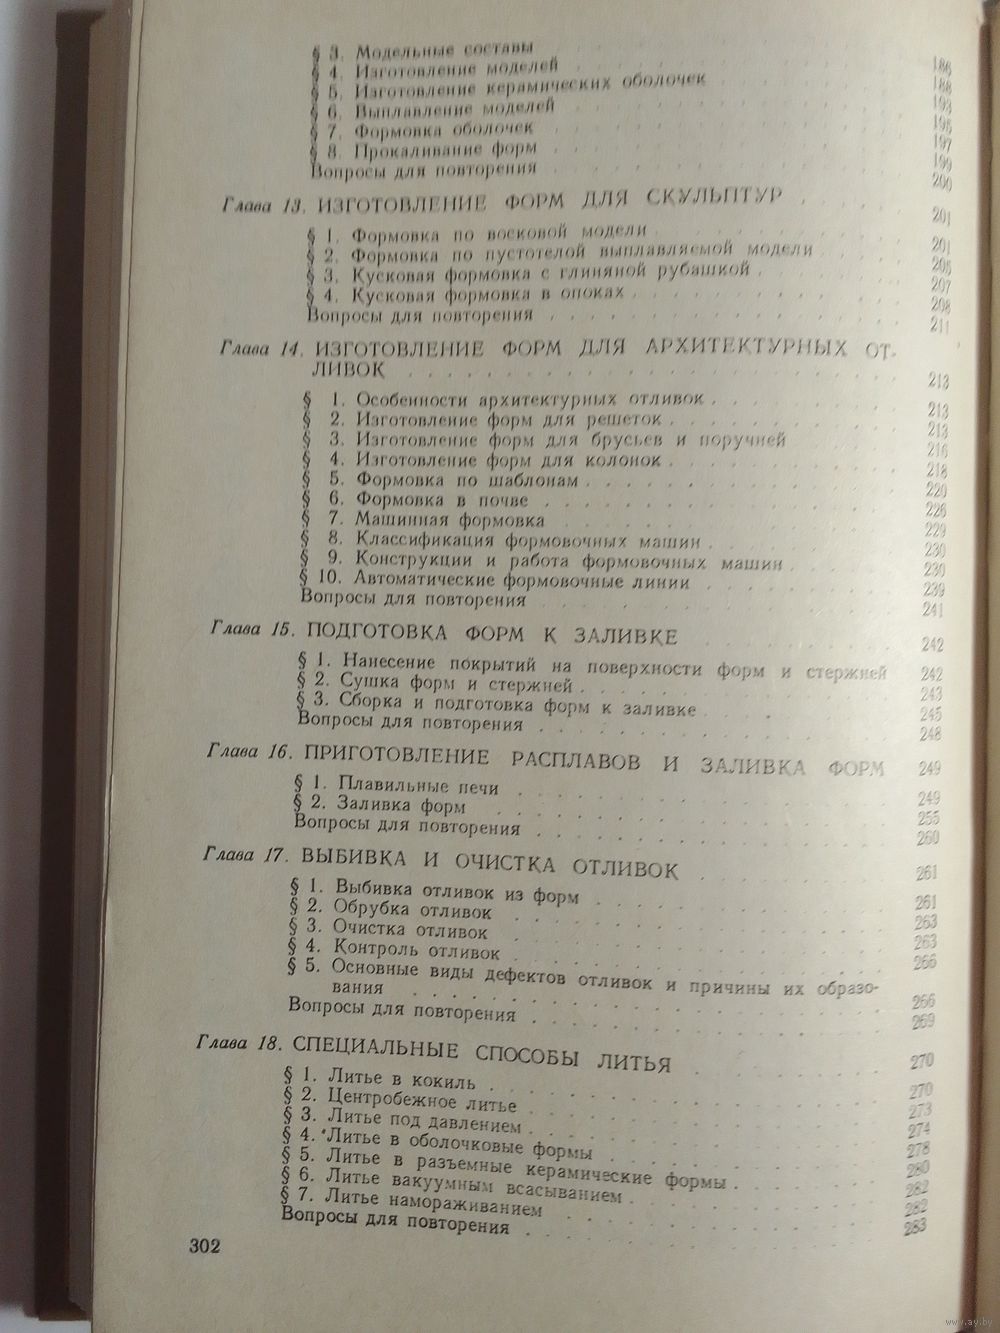 § 3. Модельные составы . . . 186
§ 4. Изготовление моделей . . . 188
§ 5. Изготовление керамических оболочек . . . 193
§ 6. Выплавление моделей . . . 195
§ 7. Формовка оболочек . . . 197
§ 8. Прокаливание форм . . . 199
Вопросы для повторения . . . 200
Глава 13. ИЗГОТОВЛЕНИЕ ФОРМ ДЛЯ СКУЛЬПТУР . . . 201
§ 1. Формовка по восковой модели . . . 201
§ 2. Формовка по пустотелой выплавляемой модели . . . 205
§ 3. Кусковая формовка с глиняной рубашкой . . . 207
§ 4. Кусковая формовка в опоках . . . 208
Вопросы для повторения . . . 211
Глава 14. ИЗГОТОВЛЕНИЕ ФОРМ ДЛЯ АРХИТЕКТУРНЫХ ОТ-
ЛИВОК . . . 213
§ 1. Особенности архитектурных отливок . . . 213
§ 2. Изготовление форм для решеток . . . 213
§ 3. Изготовление форм для брусьев и поручней 216
§ 4. Изготовление форм для колонок . . . 218
§ 5. Формовка по шаблонам . . . 220
§ 6. Формовка в почве . . . 226
§ 7. Машинная формовка . . . 229
§ 8. Классификация формовочных машин . . . 230
§ 9. Конструкции и работа формовочных машин . . . 230
§ 10. Автоматические формовочные линии . . . 239
Вопросы для повторения . . . 241
Глава 15. ПОДГОТОВКА ФОРМ К ЗАЛИВКЕ . . . 242
§ 1. Нанесение покрытий на поверхности форм и стержней 242
§ 2. Сушка форм и стержней . . . 243
§ 3. Сборка и подготовка форм к заливке . . . 245
Вопросы для повторения . . . 248
Глава 16. ПРИГОТОВЛЕНИЕ РАСПЛАВОВ И ЗАЛИВКА ФОРМ 249
§ 1. Плавильные печи . . . 249
§ 2. Заливка форм . . . 255
Вопросы для повторения . . . 260
Глава 17. ВЫБИВКА И ОЧИСТКА ОТЛИВОК . . . 261
§ 1. Выбивка отливок из форм . . . 261
§ 2. Обрубка отливок . . . 263
§ 3. Очистка отливок . . . 263
§ 4. Контроль отливок . . . 266
§ 5. Основные виды дефектов отливок и причины их образо-
вания . . . 266
Вопросы для повторения . . . 269
Глава 18. СПЕЦИАЛЬНЫЕ СПОСОБЫ ЛИТЬЯ . . . 270
§ 1. Литье в кокиль . . . 270
§ 2. Центробежное литье . . . 273
§ 3. Литье под давлением . . . 274
§ 4. Литье в оболочковые формы . . . 278
§ 5. Литье в разъемные керамические формы . . . 280
§ 6. Литье вакуумным всасыванием . . . 282
§ 7. Литье намораживанием . . . 282
Вопросы для повторения . . . 283
302
www.ay.by